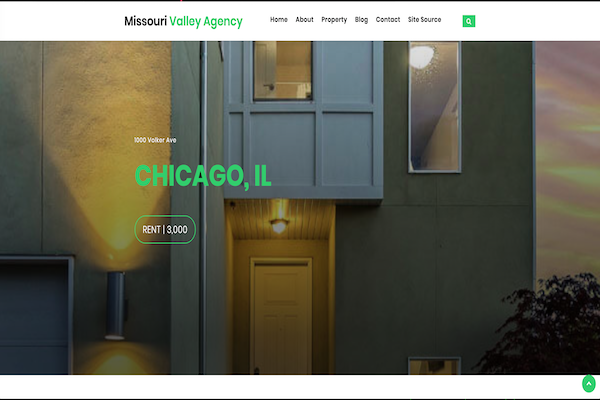 Missouri Valley Agency
Home About Property Blog Contact Site Source
1000 Volker Ave
CHICAGO, IL
RENT | 3,000